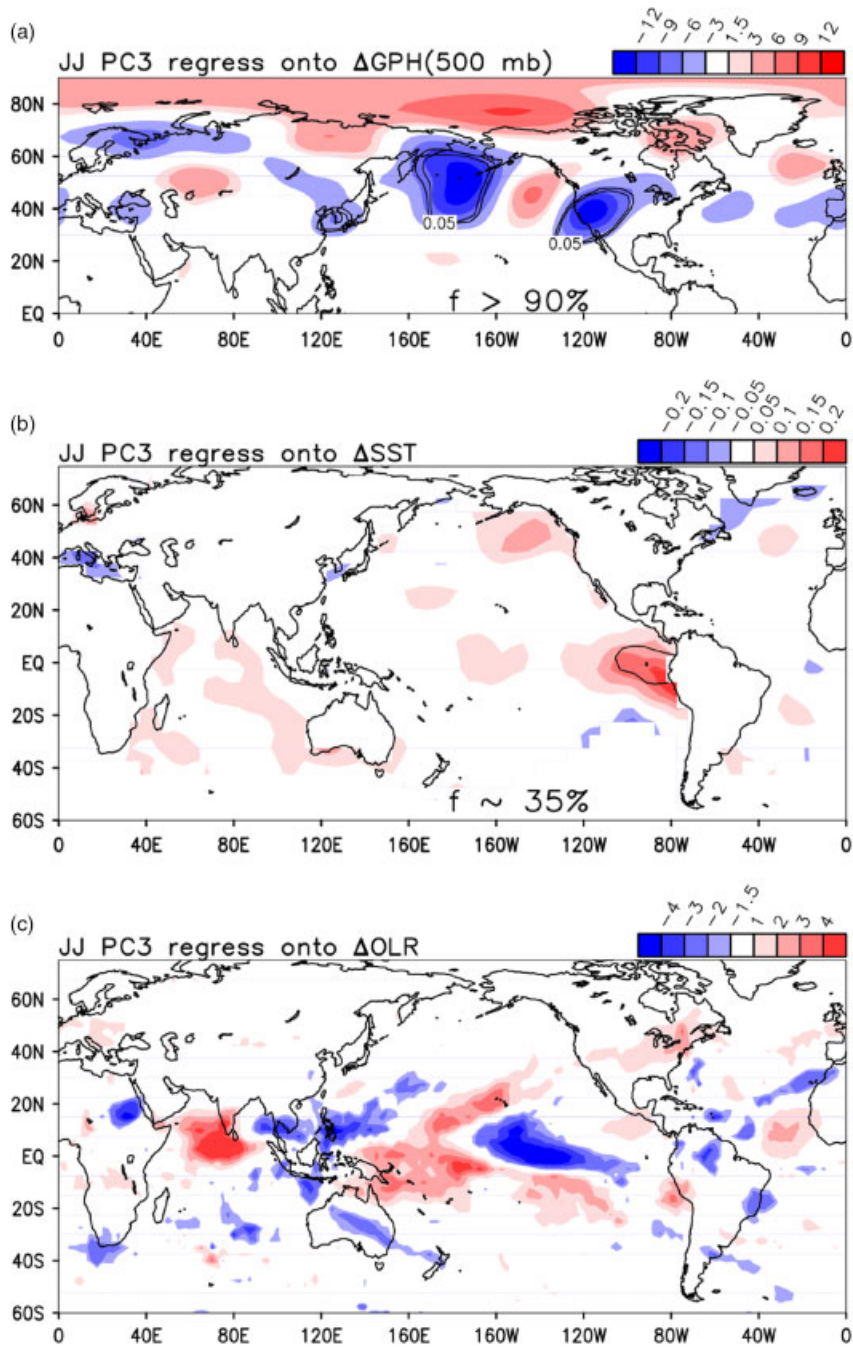 (a)
-12 -9 -6 -3 1.5 3 6 9 12
JJ PC3 regress onto ΔGPH(500 mb)
80N
60N
40N
20N
EQ
0.05
0.05
f > 90%
0 40E 80E 120E 160E 160W 120W 80W 40W 0
(b)
-0.2 -0.15 -0.1 -0.05 0.05 0.1 0.15 0.2
JJ PC3 regress onto ΔSST
60N
40N
20N
EQ
20S
40S
60S
f ~ 35%
0 40E 80E 120E 160E 160W 120W 80W 40W 0
(c)
-4 -3 -2 -1.5 1 2 3 4
JJ PC3 regress onto ΔOLR
60N
40N
20N
EQ
20S
40S
60S
0 40E 80E 120E 160E 160W 120W 80W 40W 0